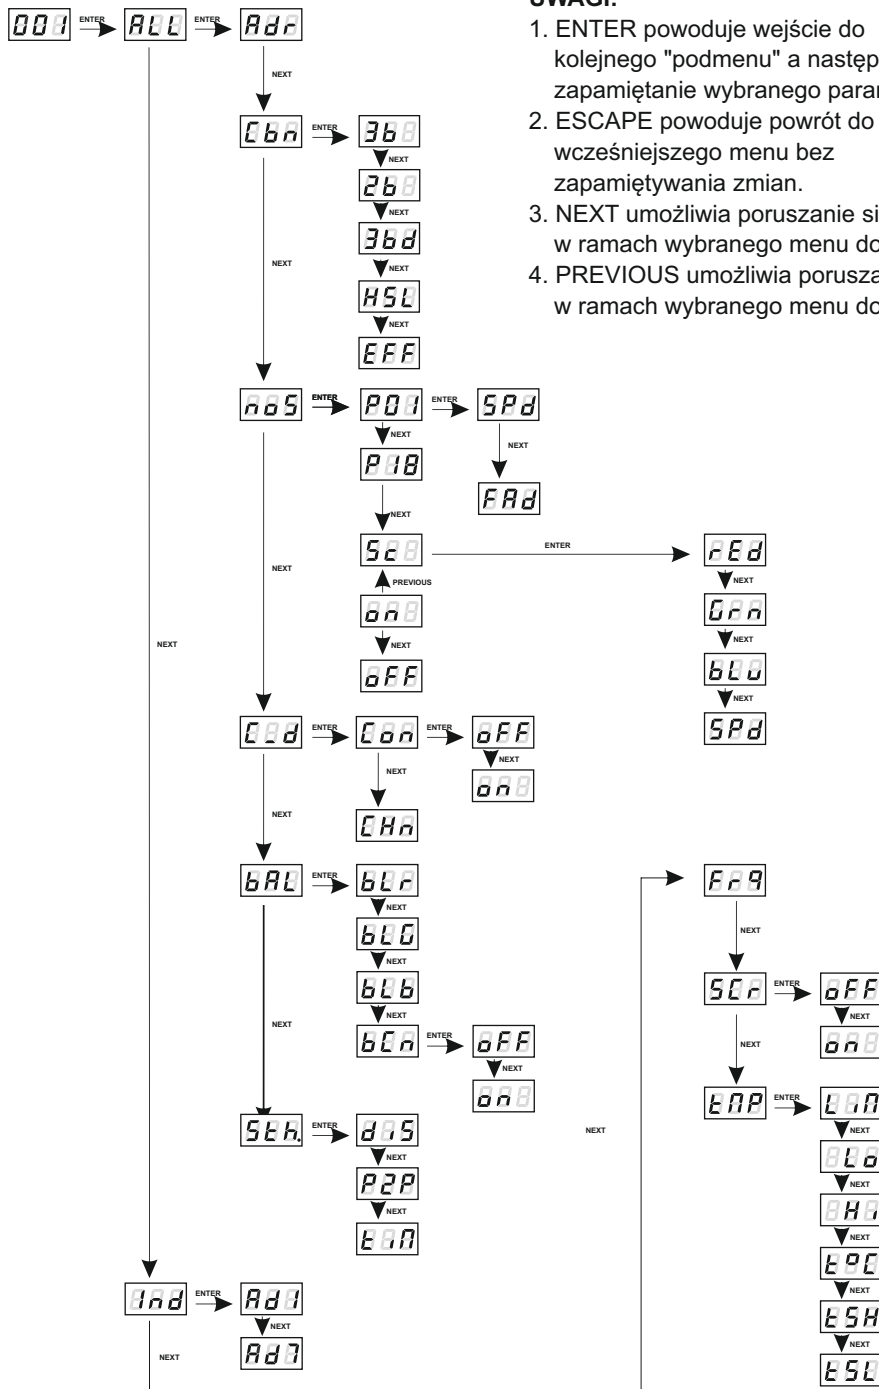 UWAGI:
1. ENTER powoduje wejście do
kolejnego "podmenu" a
zapamiętanie wybranego
2. ESCAPE powoduje powrót do
wcześniejszego menu bez
zapamiętywania zmian.
3. NEXT umożliwia poruszanie
w ramach wybranego menu
4. PREVIOUS umożliwia
w ramach wybranego menu
001 ENTER ALL ENTER Adr
NEXT
Cbn ENTER 3b
NEXT
2b
NEXT
3bd
NEXT
NEXT
HSL
NEXT
EFF
noS ENTER P01 ENTER SPd
NEXT
NEXT
P18
FAd
NEXT
Sc ENTER rEd
NEXT
PREVIOUS
NEXT
on
Grn
NEXT
NEXT
NEXT
oFF
bLu
NEXT
C_d ENTER Con ENTER oFF
SPd
NEXT
NEXT
on
NEXT
CHn
bAL ENTER bLr
Frq
NEXT
NEXT
bLG
NEXT
bLb
SCr ENTER oFF
NEXT
NEXT
NEXT
bCn ENTER oFF
on
NEXT
NEXT
on
tMP ENTER LiM
Sth. ENTER diS
NEXT
NEXT
NEXT
Lo
P2P
NEXT
NEXT
Hi
tiM
NEXT
t°C
Ind ENTER Ad1
NEXT
NEXT
tSH
NEXT
Ad7
NEXT
tSL